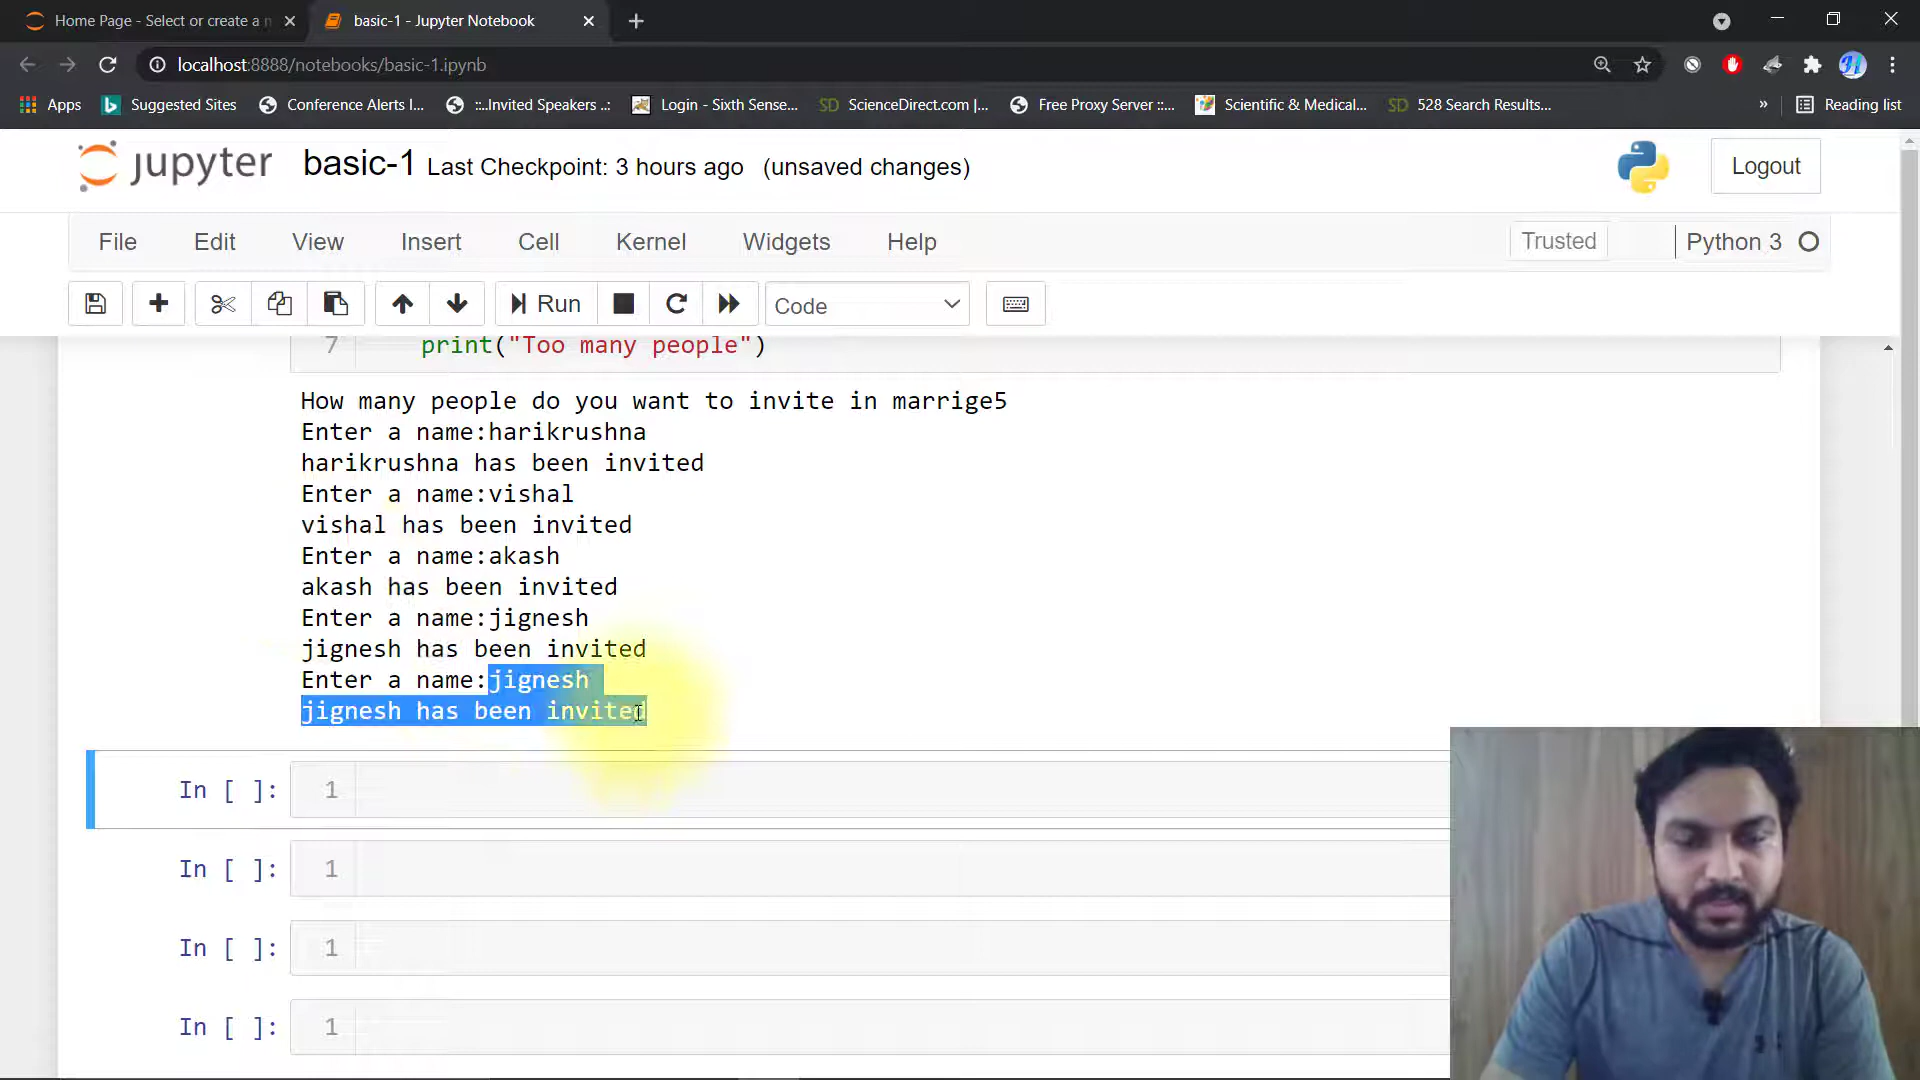 Home Page - Select or create a n
basic-1 - Jupyter Notebook
localhost:8888/notebooks/basic-1.ipynb
Apps
Suggested Sites
Conference Alerts I...
::..Invited Speakers ..:
Login - Sixth Sense...
SD ScienceDirect.com |...
Free Proxy Server ::...
Scientific & Medical...
SD 528 Search Results...
»
Reading list
jupyter basic-1 Last Checkpoint: 3 hours ago (unsaved changes)
Logout
File Edit View Insert Cell Kernel Widgets Help
Trusted
Python 3
Run
Code
7 print("Too many people")
How many people do you want to invite in marrige5
Enter a name:harikrushna
harikrushna has been invited
Enter a name:vishal
vishal has been invited
Enter a name:akash
akash has been invited
Enter a name:jignesh
jignesh has been invited
Enter a name:jignesh
jignesh has been invited
In [ ]: 1
In [ ]: 1
In [ ]: 1
In [ ]: 1